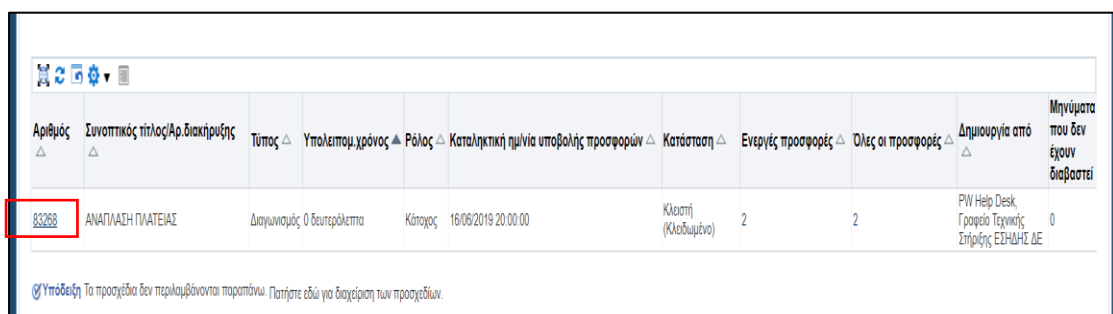 Αριθμός Συνοπτικός τίτλος/Αρ.διακήρυξης Τύπος Υπολειπομ.χρόνος Ρόλος Καταληκτική ημ/νία υποβολής προσφορών Κατάσταση Ενεργές προσφορές Όλες οι προσφορές Δημιουργία από Μηνύματα που δεν έχουν διαβαστεί
83268 ΑΝΑΠΛΑΣΗ ΠΛΑΤΕΙΑΣ Διαγωνισμός 0 δευτερόλεπτα Κάτοχος 16/06/2019 20:00:00 Κλειστή (Κλειδωμένο) 2 2 PW Help Desk, Γραφείο Τεχνικής Στήριξης ΕΣΗΔΗΣ ΔΕ 0
Υπόδειξη Τα προσχέδια δεν περιλαμβάνονται παραπάνω. Πατήστε εδώ για διαχείριση των προσχεδίων.